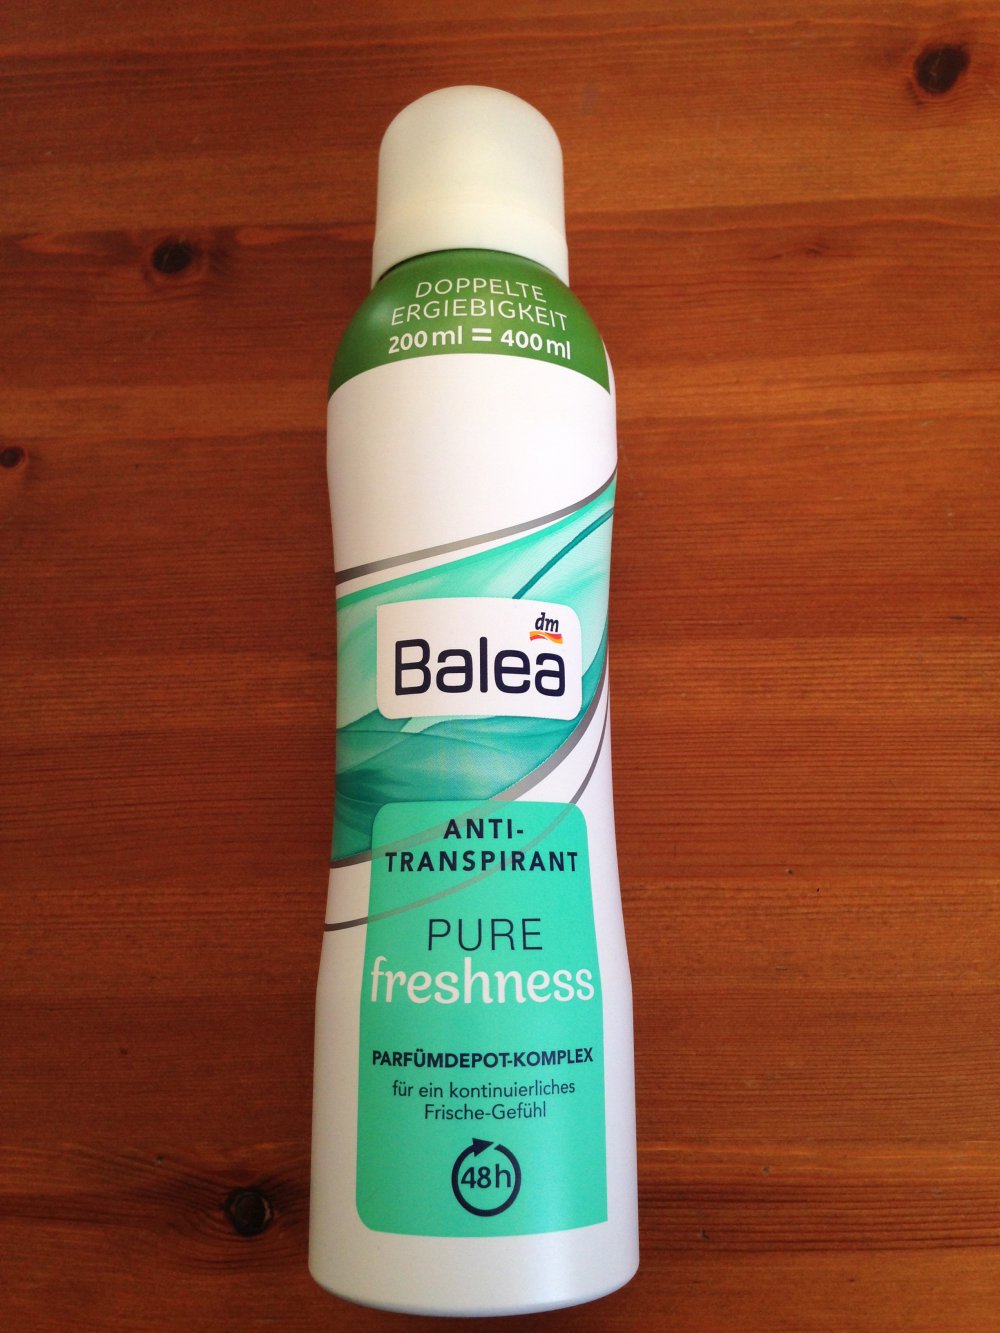 DOPPELTE
ERGIEBIGKEIT
200 ml = 400 ml
dm
Balea
ANTI-
TRANSPIRANT
PURE
freshness
PARFÜMDEPOT-KOMPLEX
für ein kontinuierliches
Frische-Gefühl
48h